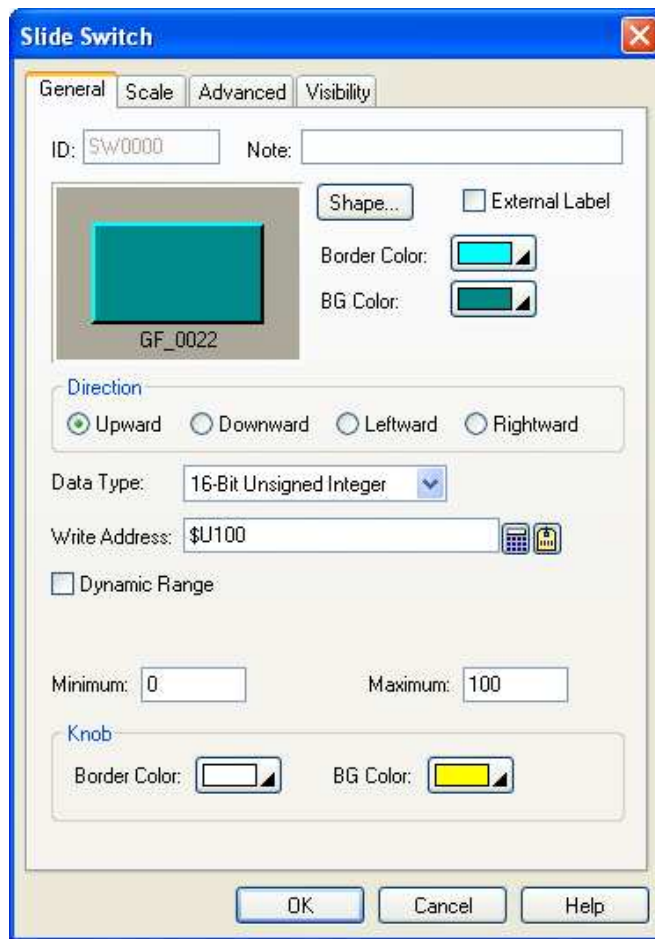 Slide Switch
General Scale Advanced Visibility
ID: SW0000 Note:
Shape... External Label
Border Color:
BG Color:
GF_0022
Direction
Upward Downward Leftward Rightward
Data Type: 16-Bit Unsigned Integer
Write Address: $U100
Dynamic Range
Minimum: 0 Maximum: 100
Knob
Border Color: BG Color:
OK Cancel Help